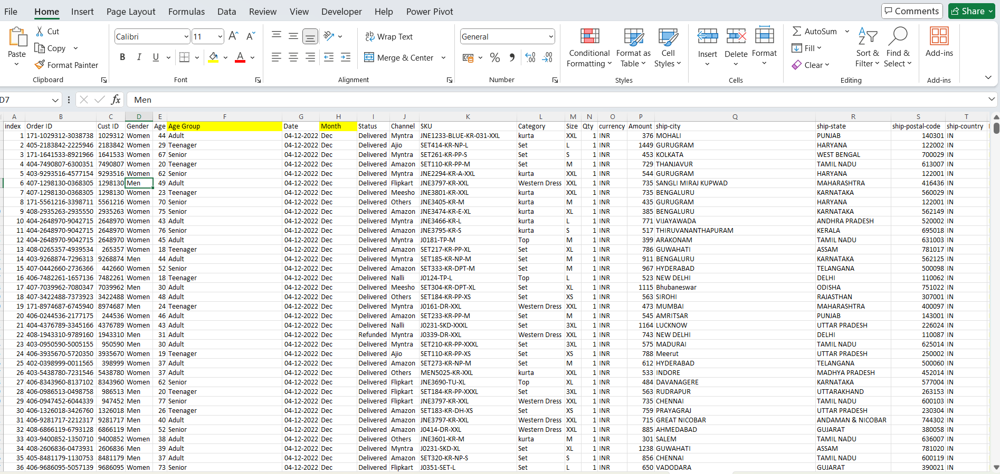 File Home Insert Page Layout Formulas Data Review View Developer Help Power Pivot Comments Share
Cut Calibri 11 Wrap Text General AutoSum
Paste Copy Format Painter B I U A Merge & Center % Conditional Formatting Format as Table Cell Styles Insert Delete Format Fill Clear Sort & Filter Find & Select Add-ins
Clipboard Font Alignment Number Styles Cells Editing Add-ins
D7 fx Men
A B C D E F G H I J K L M N O P Q R S T
index Order ID Cust ID Gender Age Age Group Date Month Status Channel SKU Category Size Qty currency Amount ship-city ship-state ship-postal-code ship-country
1 171-1029312-3038738 1029312 Women 44 Adult 04-12-2022 Dec Delivered Myntra JNE1233-BLUE-KR-031-XXL kurta XXL 1 INR 376 MOHALI PUNJAB 140301 IN
2 405-2183842-2225946 2183842 Women 29 Teenager 04-12-2022 Dec Delivered Ajio SET414-KR-NP-L Set L 1 INR 1449 GURUGRAM HARYANA 122002 IN
3 171-1641533-8921966 1641533 Women 67 Senior 04-12-2022 Dec Delivered Myntra SET261-KR-PP-S Set S 1 INR 453 KOLKATA WEST BENGAL 700029 IN
4 404-7490807-6300351 7490807 Women 20 Teenager 04-12-2022 Dec Delivered Amazon SET110-KR-PP-M Set M 1 INR 729 THANJAVUR TAMIL NADU 613007 IN
5 403-9293516-4577154 9293516 Women 62 Senior 04-12-2022 Dec Delivered Myntra JNE2294-KR-A-XXL kurta XXL 1 INR 544 GURUGRAM HARYANA 122001 IN
6 407-1298130-0368305 1298130 Men 49 Adult 04-12-2022 Dec Delivered Flipkart JNE3797-KR-XXL Western Dress XXL 1 INR 735 SANGLI MIRAJ KUPWAD MAHARASHTRA 416436 IN
7 407-1298130-0368305 1298130 Women 23 Teenager 04-12-2022 Dec Delivered Meesho JNE3801-KR-XXL kurta XXL 1 INR 735 BENGALURU KARNATAKA 560029 IN
8 171-5561216-3398711 5561216 Women 70 Senior 04-12-2022 Dec Delivered Others JNE3405-KR-M kurta M 1 INR 435 GURUGRAM HARYANA 122001 IN
9 408-2935263-2935550 2935263 Women 75 Senior 04-12-2022 Dec Delivered Amazon JNE3474-KR-E-XL kurta XL 1 INR 385 BENGALURU KARNATAKA 562149 IN
10 404-2648970-9042715 2648970 Women 43 Adult 04-12-2022 Dec Delivered Myntra JNE3466-KR-L kurta L 1 INR 771 VIJAYAWADA ANDHRA PRADESH 520002 IN
11 404-2648970-9042715 2648970 Women 76 Senior 04-12-2022 Dec Delivered Amazon JNE3795-KR-S kurta S 1 INR 517 THIRUVANANTHAPURAM KERALA 695018 IN
12 404-2648970-9042715 2648970 Women 45 Adult 04-12-2022 Dec Delivered Myntra J0181-TP-M Top M 1 INR 399 ARAKONAM TAMIL NADU 631003 IN
13 408-0265357-4939534 265357 Women 18 Teenager 04-12-2022 Dec Delivered Amazon SET217-KR-PP-XL Set XL 1 INR 786 GUWAHATI ASSAM 781017 IN
14 403-9268874-7296313 9268874 Men 44 Adult 04-12-2022 Dec Delivered Myntra SET185-KR-NP-M Set M 1 INR 911 BENGALURU KARNATAKA 562125 IN
15 407-0442660-2736366 442660 Women 52 Senior 04-12-2022 Dec Delivered Amazon SET333-KR-DPT-M Set M 1 INR 967 HYDERABAD TELANGANA 500098 IN
16 406-7482261-1657136 7482261 Women 18 Teenager 04-12-2022 Dec Delivered Nalli J0124-TP-L Top L 1 INR 523 NEW DELHI DELHI 110062 IN
17 407-7039962-7080347 7039962 Men 30 Adult 04-12-2022 Dec Delivered Meesho SET304-KR-DPT-XL Set XL 1 INR 1115 Bhubaneswar ODISHA 751022 IN
18 407-3422488-7373923 3422488 Women 48 Adult 04-12-2022 Dec Delivered Others SET184-KR-PP-XS Set XS 1 INR 563 SIROHI RAJASTHAN 307001 IN
19 171-8974687-6745940 8974687 Men 24 Teenager 04-12-2022 Dec Delivered Myntra J0161-DR-XXL Western Dress XXL 1 INR 473 MUMBAI MAHARASHTRA 400097 IN
20 406-0244536-2177175 244536 Women 46 Adult 04-12-2022 Dec Delivered Amazon SET233-KR-PP-M Set M 1 INR 545 AMRITSAR PUNJAB 143001 IN
21 404-4376789-3345166 4376789 Women 43 Adult 04-12-2022 Dec Delivered Nalli J0231-SKD-XXXL Set 3XL 1 INR 1164 LUCKNOW UTTAR PRADESH 226024 IN
22 408-1943310-9789160 1943310 Men 31 Adult 04-12-2022 Dec Refunded Myntra J0339-DR-XXL Western Dress XXL 1 INR 743 NEW DELHI DELHI 110087 IN
23 403-0950590-5005155 950590 Men 30 Adult 04-12-2022 Dec Delivered Myntra SET210-KR-PP-XXXL Set 3XL 1 INR 575 MADURAI TAMIL NADU 625014 IN
24 406-3935670-5720350 3935670 Women 19 Teenager 04-12-2022 Dec Delivered Ajio SET110-KR-PP-XS Set XS 1 INR 788 Meerut UTTAR PRADESH 250002 IN
25 402-0398999-0011565 398999 Women 37 Adult 04-12-2022 Dec Delivered Amazon SET273-KR-NP-M Set M 1 INR 612 HYDERABAD TELANGANA 500060 IN
26 403-5438780-7231546 5438780 Women 37 Adult 04-12-2022 Dec Delivered Others MEN5025-KR-XXL kurta XXL 1 INR 533 INDORE MADHYA PRADESH 452014 IN
27 406-8343960-8137102 8343960 Women 62 Senior 04-12-2022 Dec Delivered Flipkart JNE3690-TU-XL Top XL 1 INR 484 DAVANAGERE KARNATAKA 577004 IN
28 406-0986513-0498758 986513 Men 20 Teenager 04-12-2022 Dec Delivered Flipkart SET184-KR-PP-XXXL Set 3XL 1 INR 563 RUDRAPUR UTTARAKHAND 263153 IN
29 406-0947452-6044339 947452 Men 77 Senior 04-12-2022 Dec Delivered Flipkart JNE3797-KR-XXL Western Dress XXL 1 INR 735 CHENNAI TAMIL NADU 600103 IN
30 406-1326018-3426760 1326018 Men 26 Teenager 04-12-2022 Dec Delivered Amazon SET183-KR-DH-XS Set XS 1 INR 759 PRAYAGRAJ UTTAR PRADESH 230304 IN
31 406-9281717-2212317 9281717 Men 40 Adult 04-12-2022 Dec Delivered Amazon JNE3797-KR-XXL Western Dress XXL 1 INR 715 GREAT NICOBAR ANDAMAN & NICOBAR 744302 IN
32 408-6866119-6793128 6866119 Men 52 Senior 04-12-2022 Dec Delivered Amazon J0414-DR-XXL Western Dress XXL 1 INR 885 AHMEDABAD GUJARAT 380058 IN
33 403-9400852-1350710 9400852 Women 38 Adult 04-12-2022 Dec Delivered Others JNE3601-KR-M kurta M 1 INR 301 SALEM TAMIL NADU 636007 IN
34 408-2606836-0473931 2606836 Men 39 Adult 04-12-2022 Dec Delivered Myntra J0231-SKD-XL Set XL 1 INR 1238 GUWAHATI ASSAM 781020 IN
35 405-8481179-1130753 8481179 Men 37 Adult 04-12-2022 Dec Delivered Amazon SET320-KR-NP-S Set S 1 INR 856 CHENNAI TAMIL NADU 600119 IN
36 406-9686095-5057139 9686095 Women 73 Senior 04-12-2022 Dec Delivered Flipkart J0351-SET-L Set L 1 INR 650 VADODARA GUJARAT 390021 IN